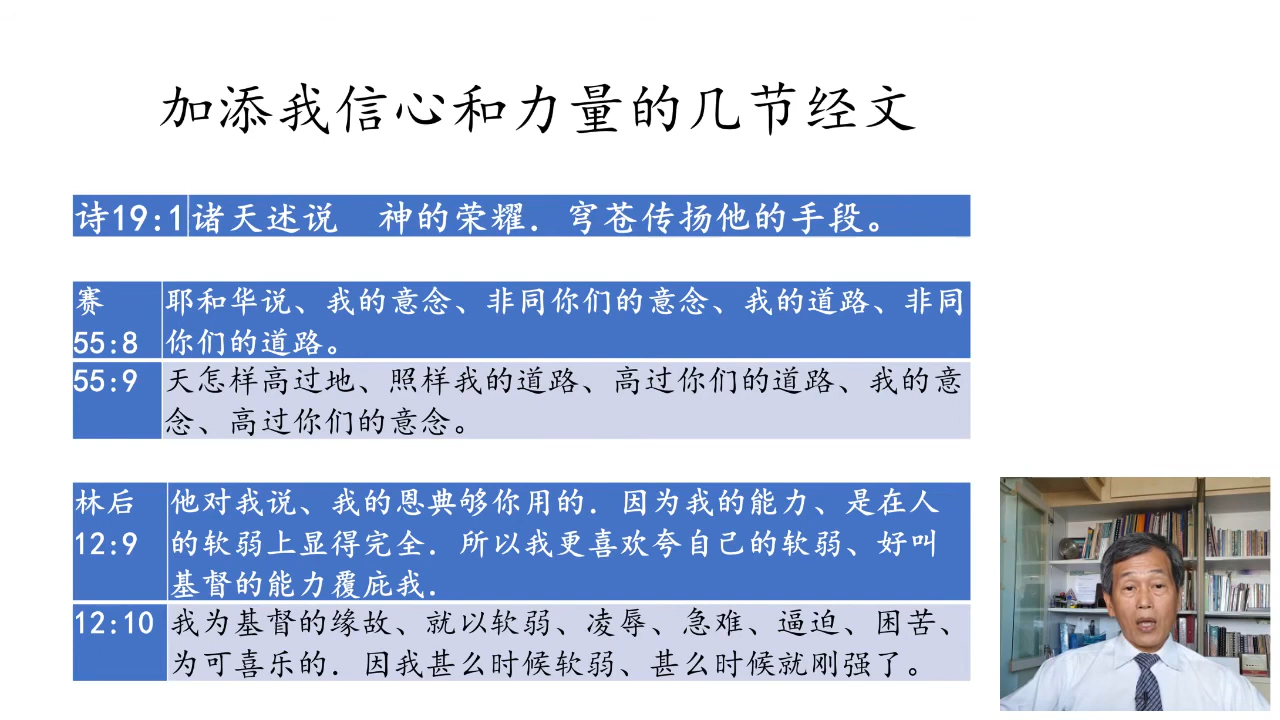 加添我信心和力量的几节经文
诗19:1 诸天述说　神的荣耀．穹苍传扬他的手段。
赛 耶和华说、我的意念、非同你们的意念、我的道路、非同
55:8 你们的道路。
55:9 天怎样高过地、照样我的道路、高过你们的道路、我的意
念、高过你们的意念。
林后 他对我说、我的恩典够你用的．因为我的能力、是在人
12:9 的软弱上显得完全．所以我更喜欢夸自己的软弱、好叫
基督的能力覆庇我．
12:10 我为基督的缘故、就以软弱、凌辱、急难、逼迫、困苦、
为可喜乐的．因我甚么时候软弱、甚么时候就刚强了。